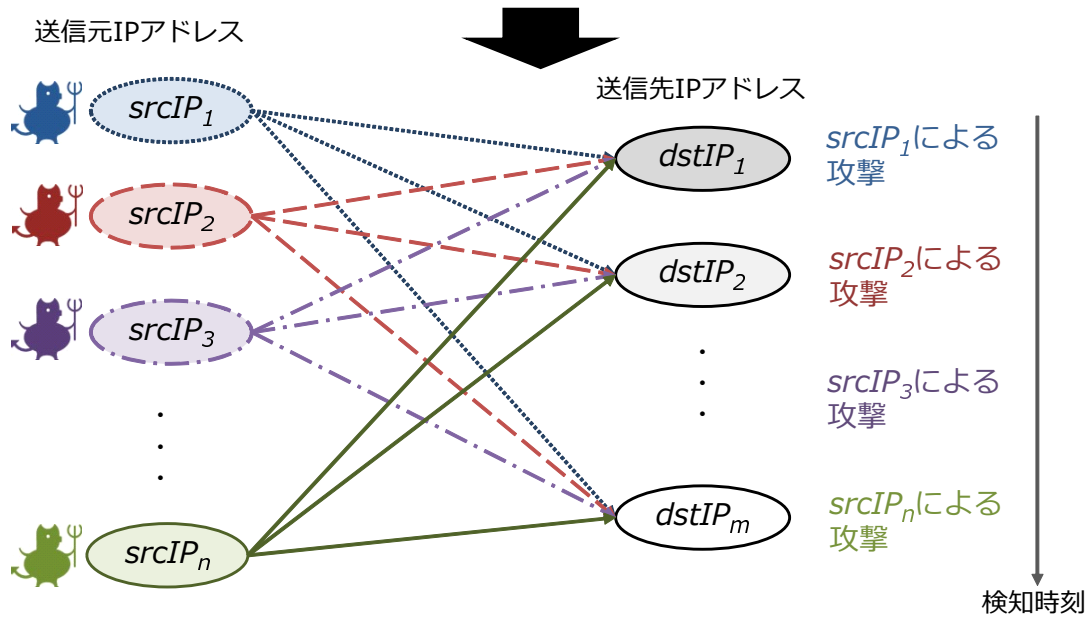 送信元IPアドレス
srcIP1
srcIP2
srcIP3
srcIPn
送信先IPアドレス
dstIP1
dstIP2
dstIPm
srcIP1による
攻撃
srcIP2による
攻撃
srcIP3による
攻撃
srcIPnによる
攻撃
検知時刻